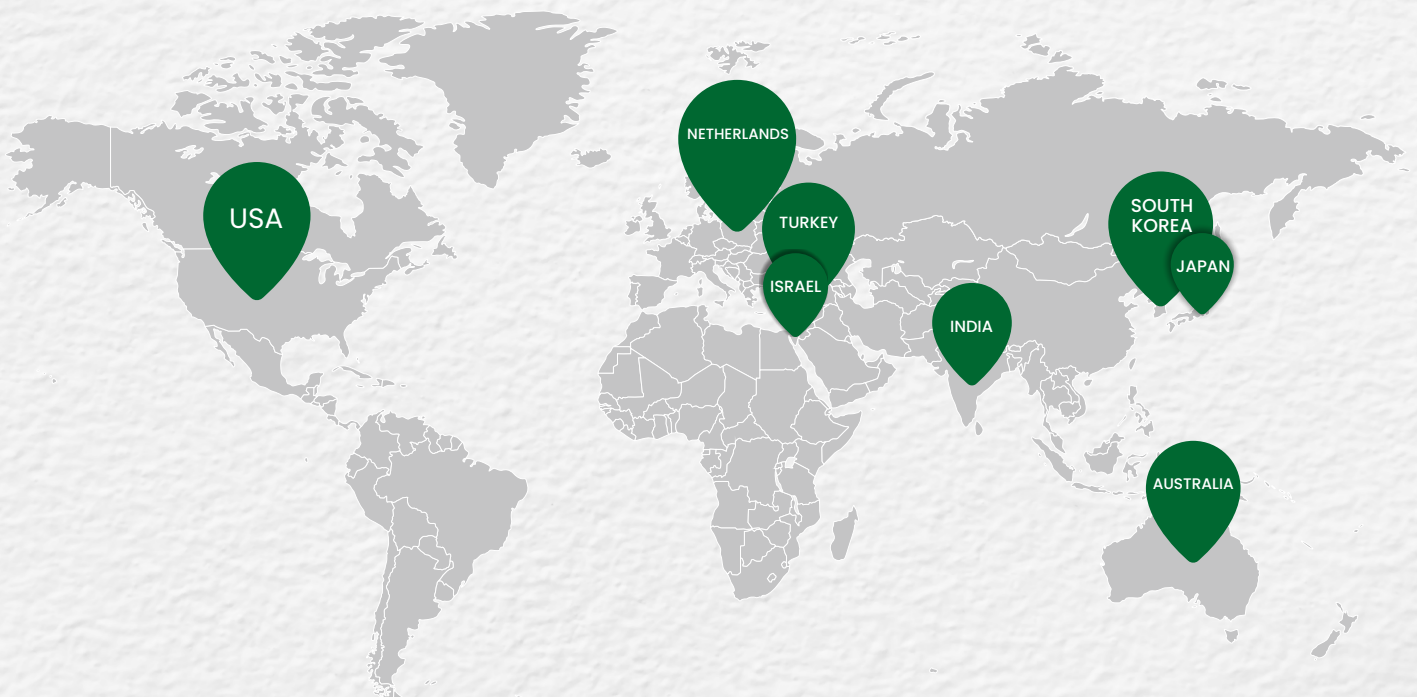 NETHERLANDS
USA
TURKEY
SOUTH
KOREA
JAPAN
ISRAEL
INDIA
AUSTRALIA